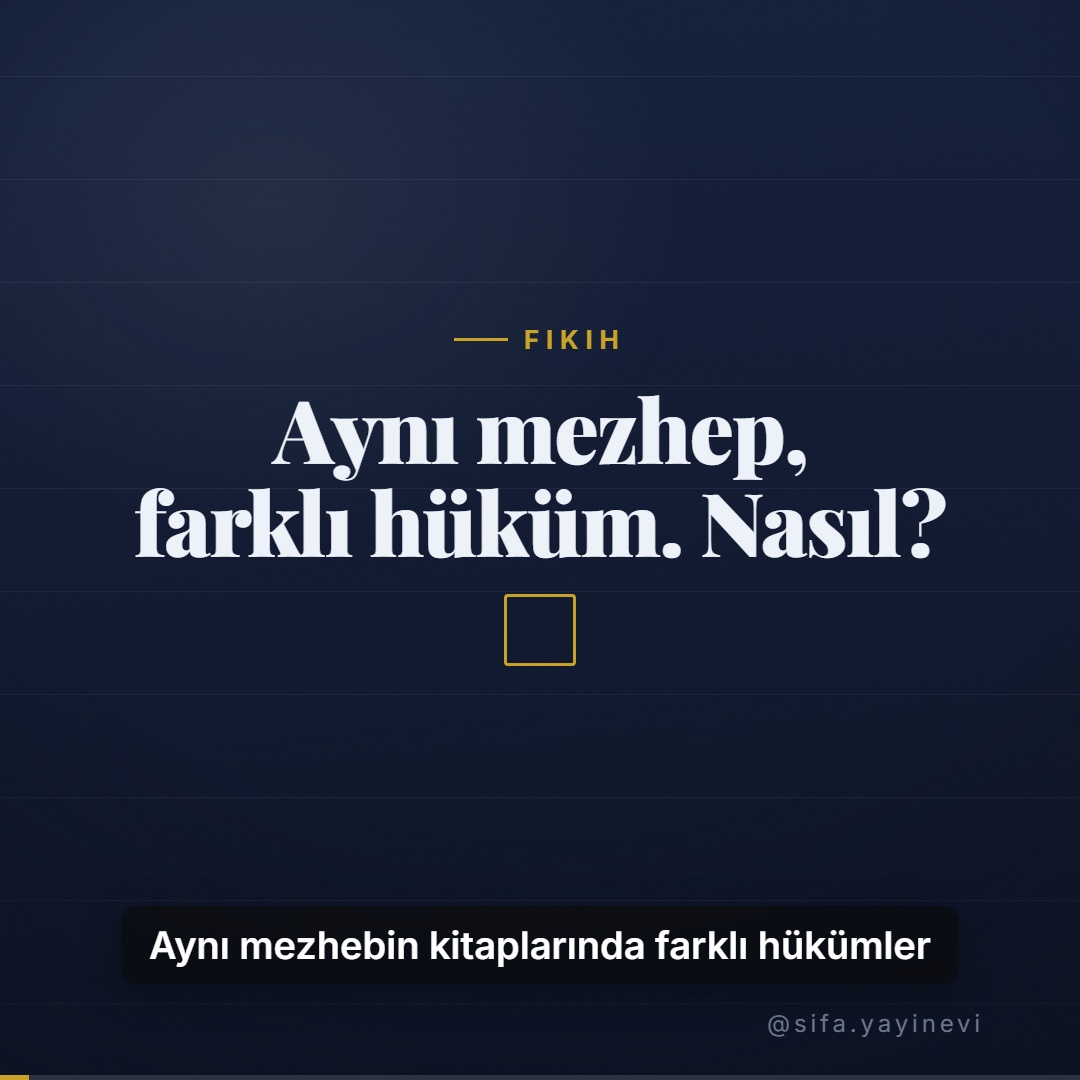 FIKIH
Aynı mezhep,
farklı hüküm. Nasıl?
Aynı mezhebin kitaplarında farklı hükümler
@sifa.yayinevi